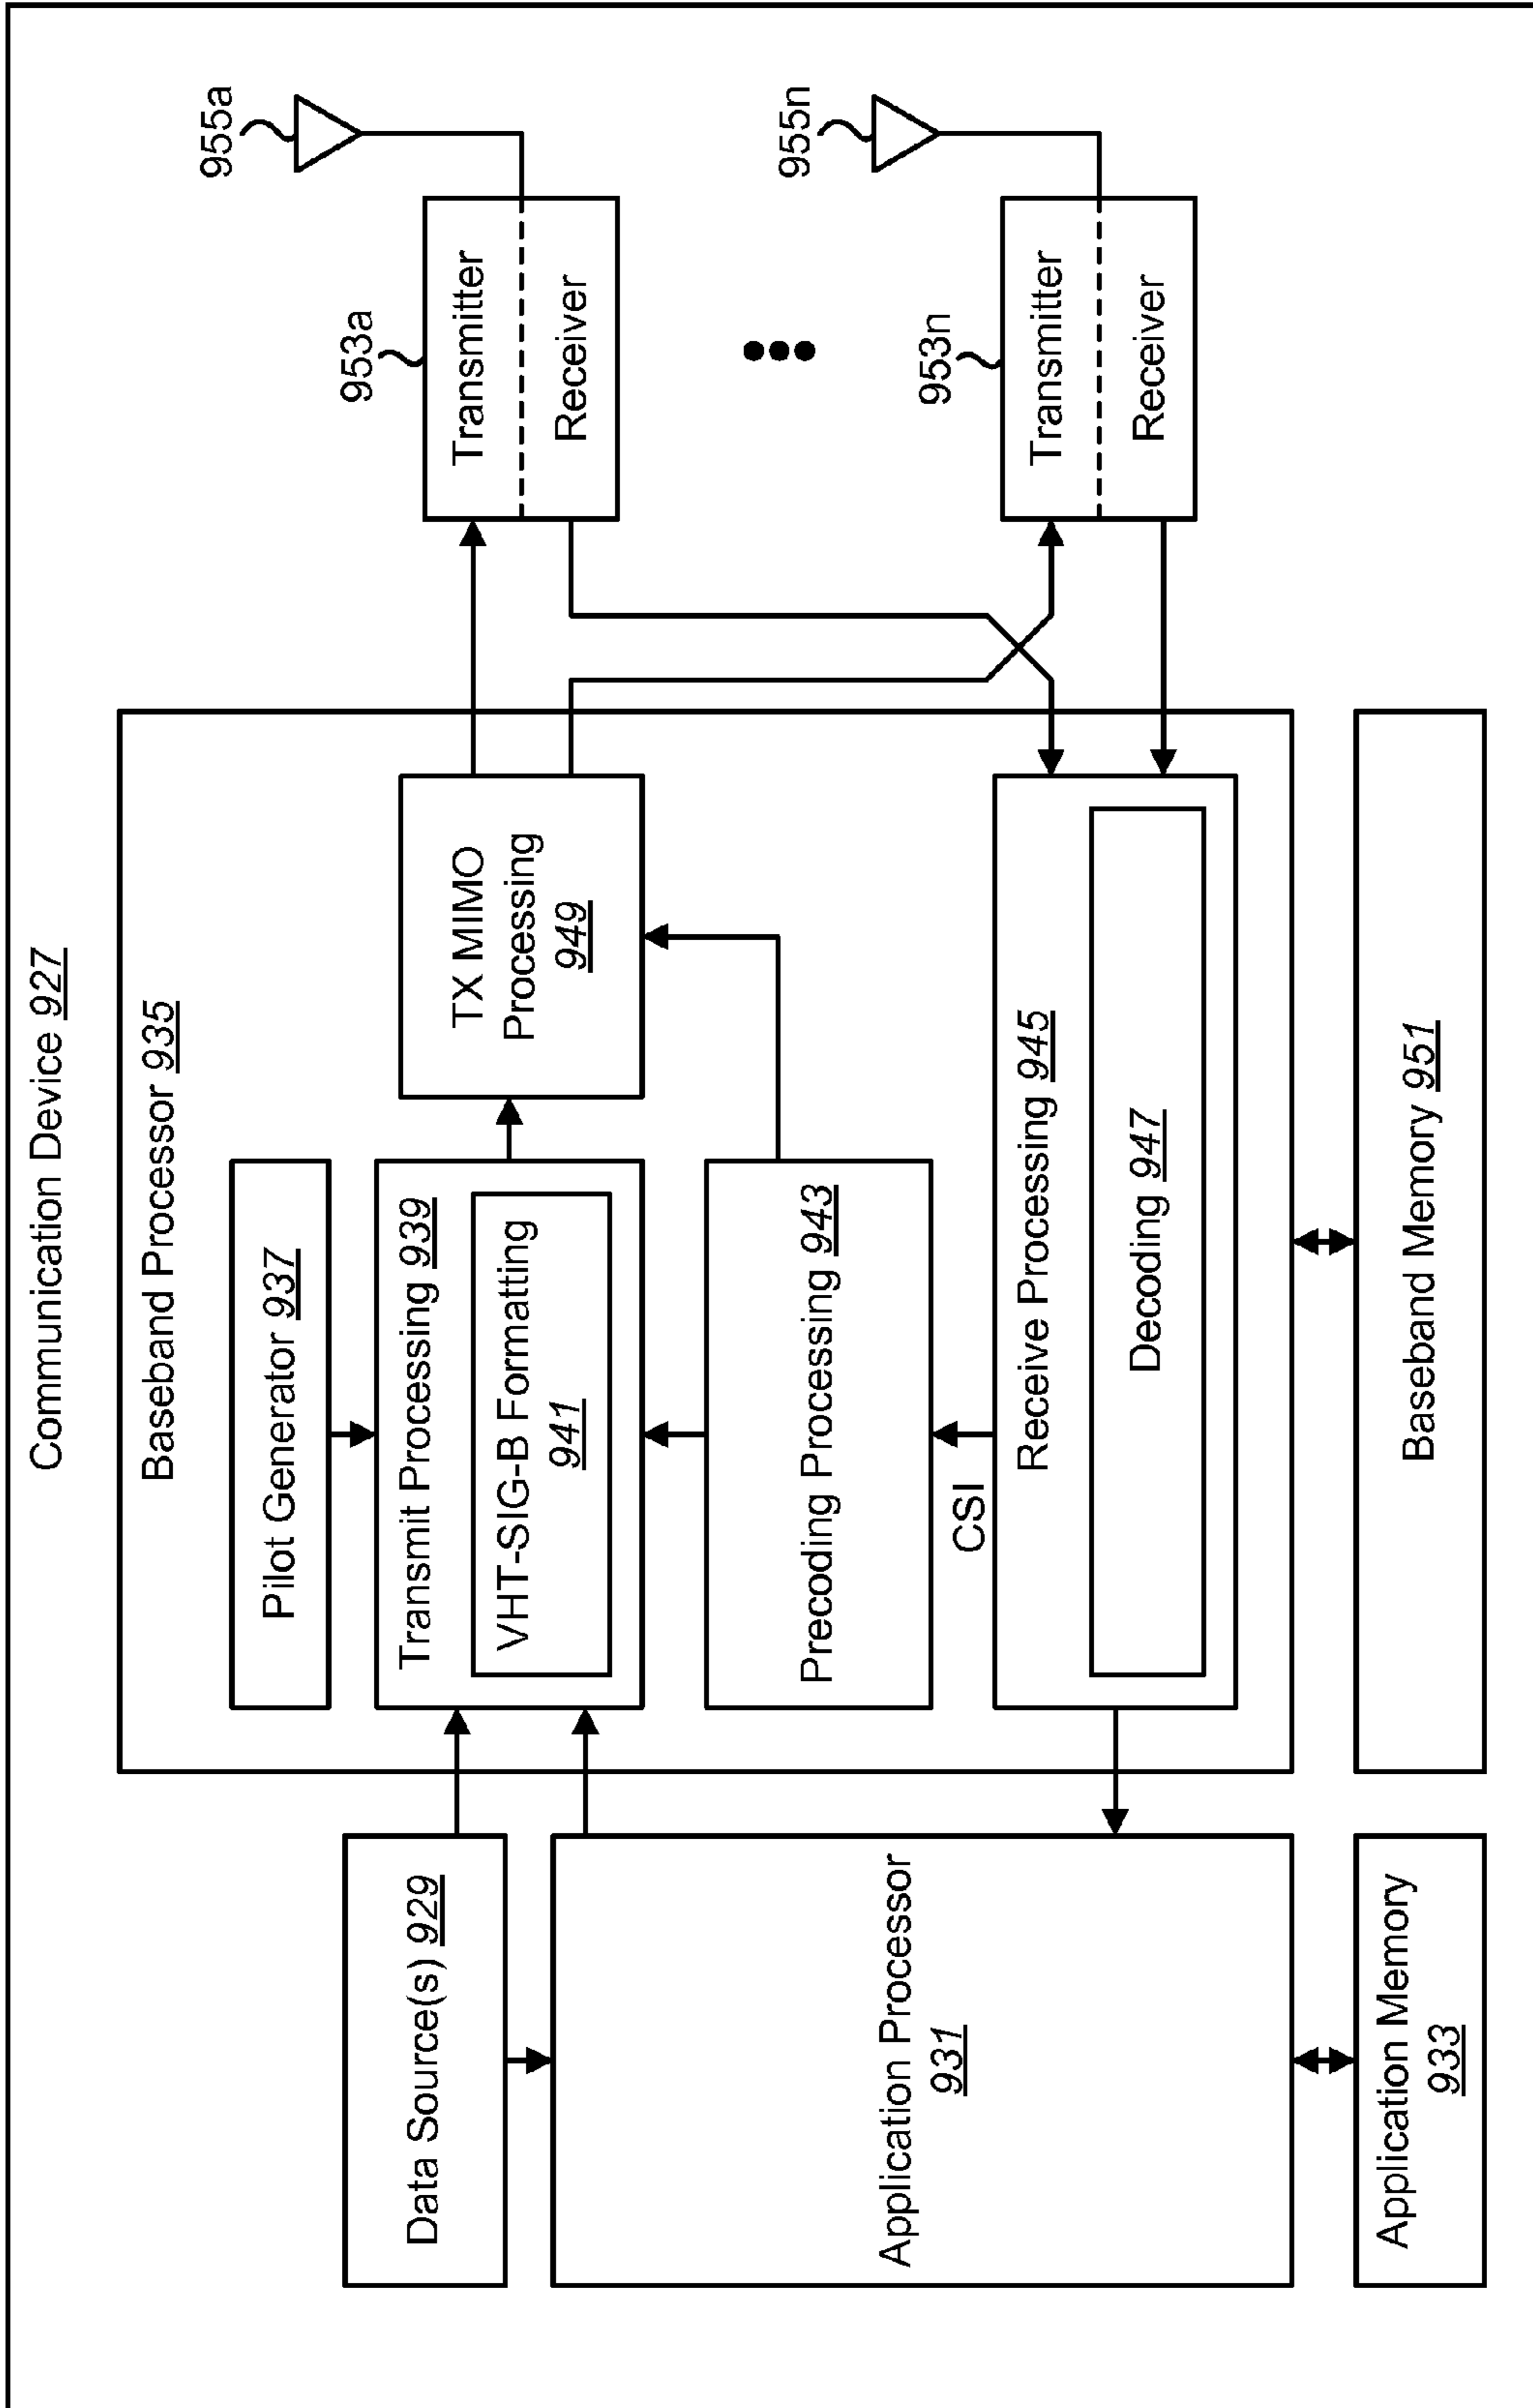 Communication Device 927
Baseband Processor 935
Pilot Generator 937
Data Source(s) 929
Transmit Processing 939
VHT-SIG-B Formatting
941
TX MIMO
Processing
949
953a
955a
Transmitter
Receiver
Application Processor
931
Precoding Processing 943
CSI
Receive Processing 945
Decoding 947
953n
955n
Transmitter
Receiver
Application Memory
933
Baseband Memory 951